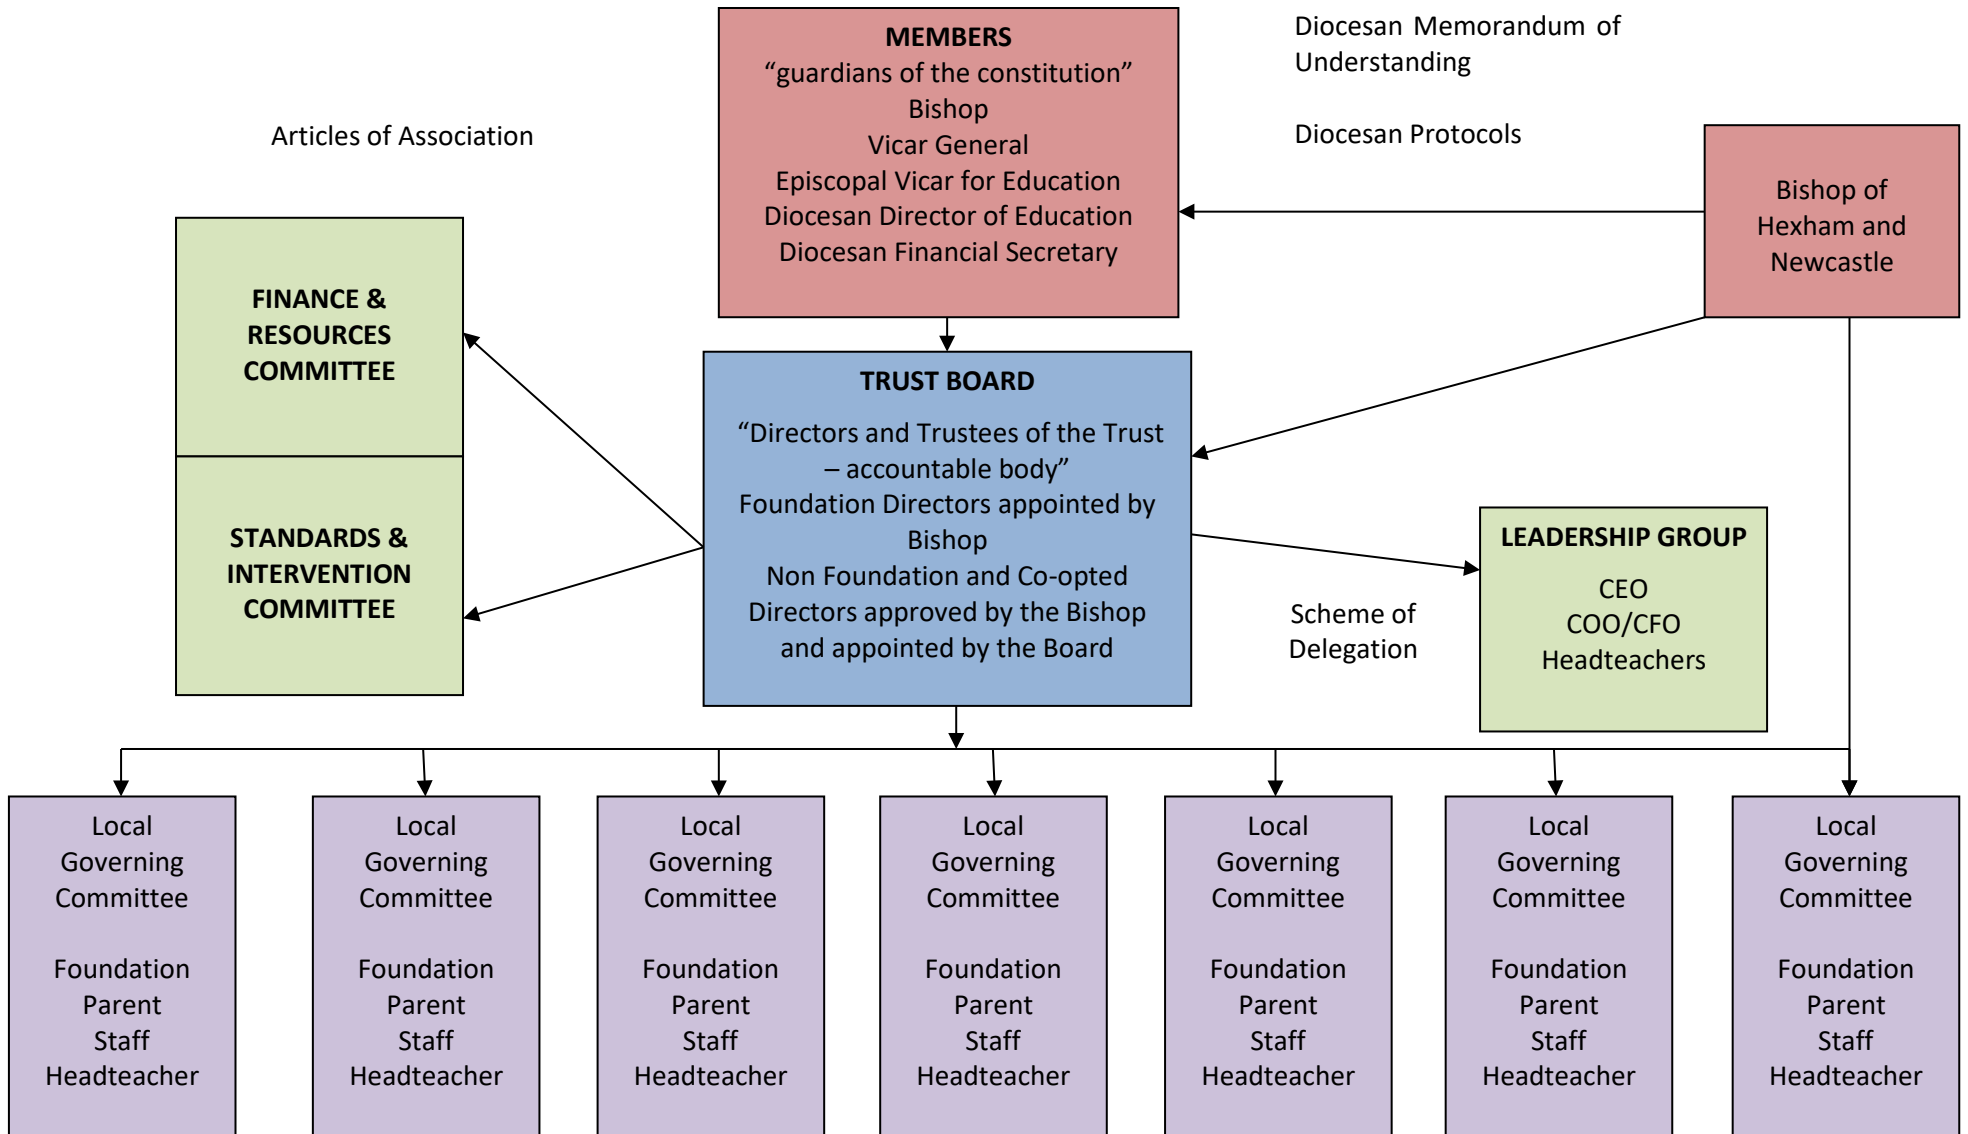 MEMBERS
“guardians of the constitution”
Bishop
Vicar General
Episcopal Vicar for Education
Diocesan Director of Education
Diocesan Financial Secretary
Diocesan Memorandum of
Understanding
Diocesan Protocols
Articles of Association
Bishop of
Hexham and
Newcastle
FINANCE &
RESOURCES
COMMITTEE
STANDARDS &
INTERVENTION
COMMITTEE
TRUST BOARD
“Directors and Trustees of the Trust
– accountable body”
Foundation Directors appointed by
Bishop
Non Foundation and Co-opted
Directors approved by the Bishop
and appointed by the Board
LEADERSHIP GROUP
CEO
COO/CFO
Headteachers
Scheme of
Delegation
Local
Governing
Committee
Foundation
Parent
Staff
Headteacher
Local
Governing
Committee
Foundation
Parent
Staff
Headteacher
Local
Governing
Committee
Foundation
Parent
Staff
Headteacher
Local
Governing
Committee
Foundation
Parent
Staff
Headteacher
Local
Governing
Committee
Foundation
Parent
Staff
Headteacher
Local
Governing
Committee
Foundation
Parent
Staff
Headteacher
Local
Governing
Committee
Foundation
Parent
Staff
Headteacher